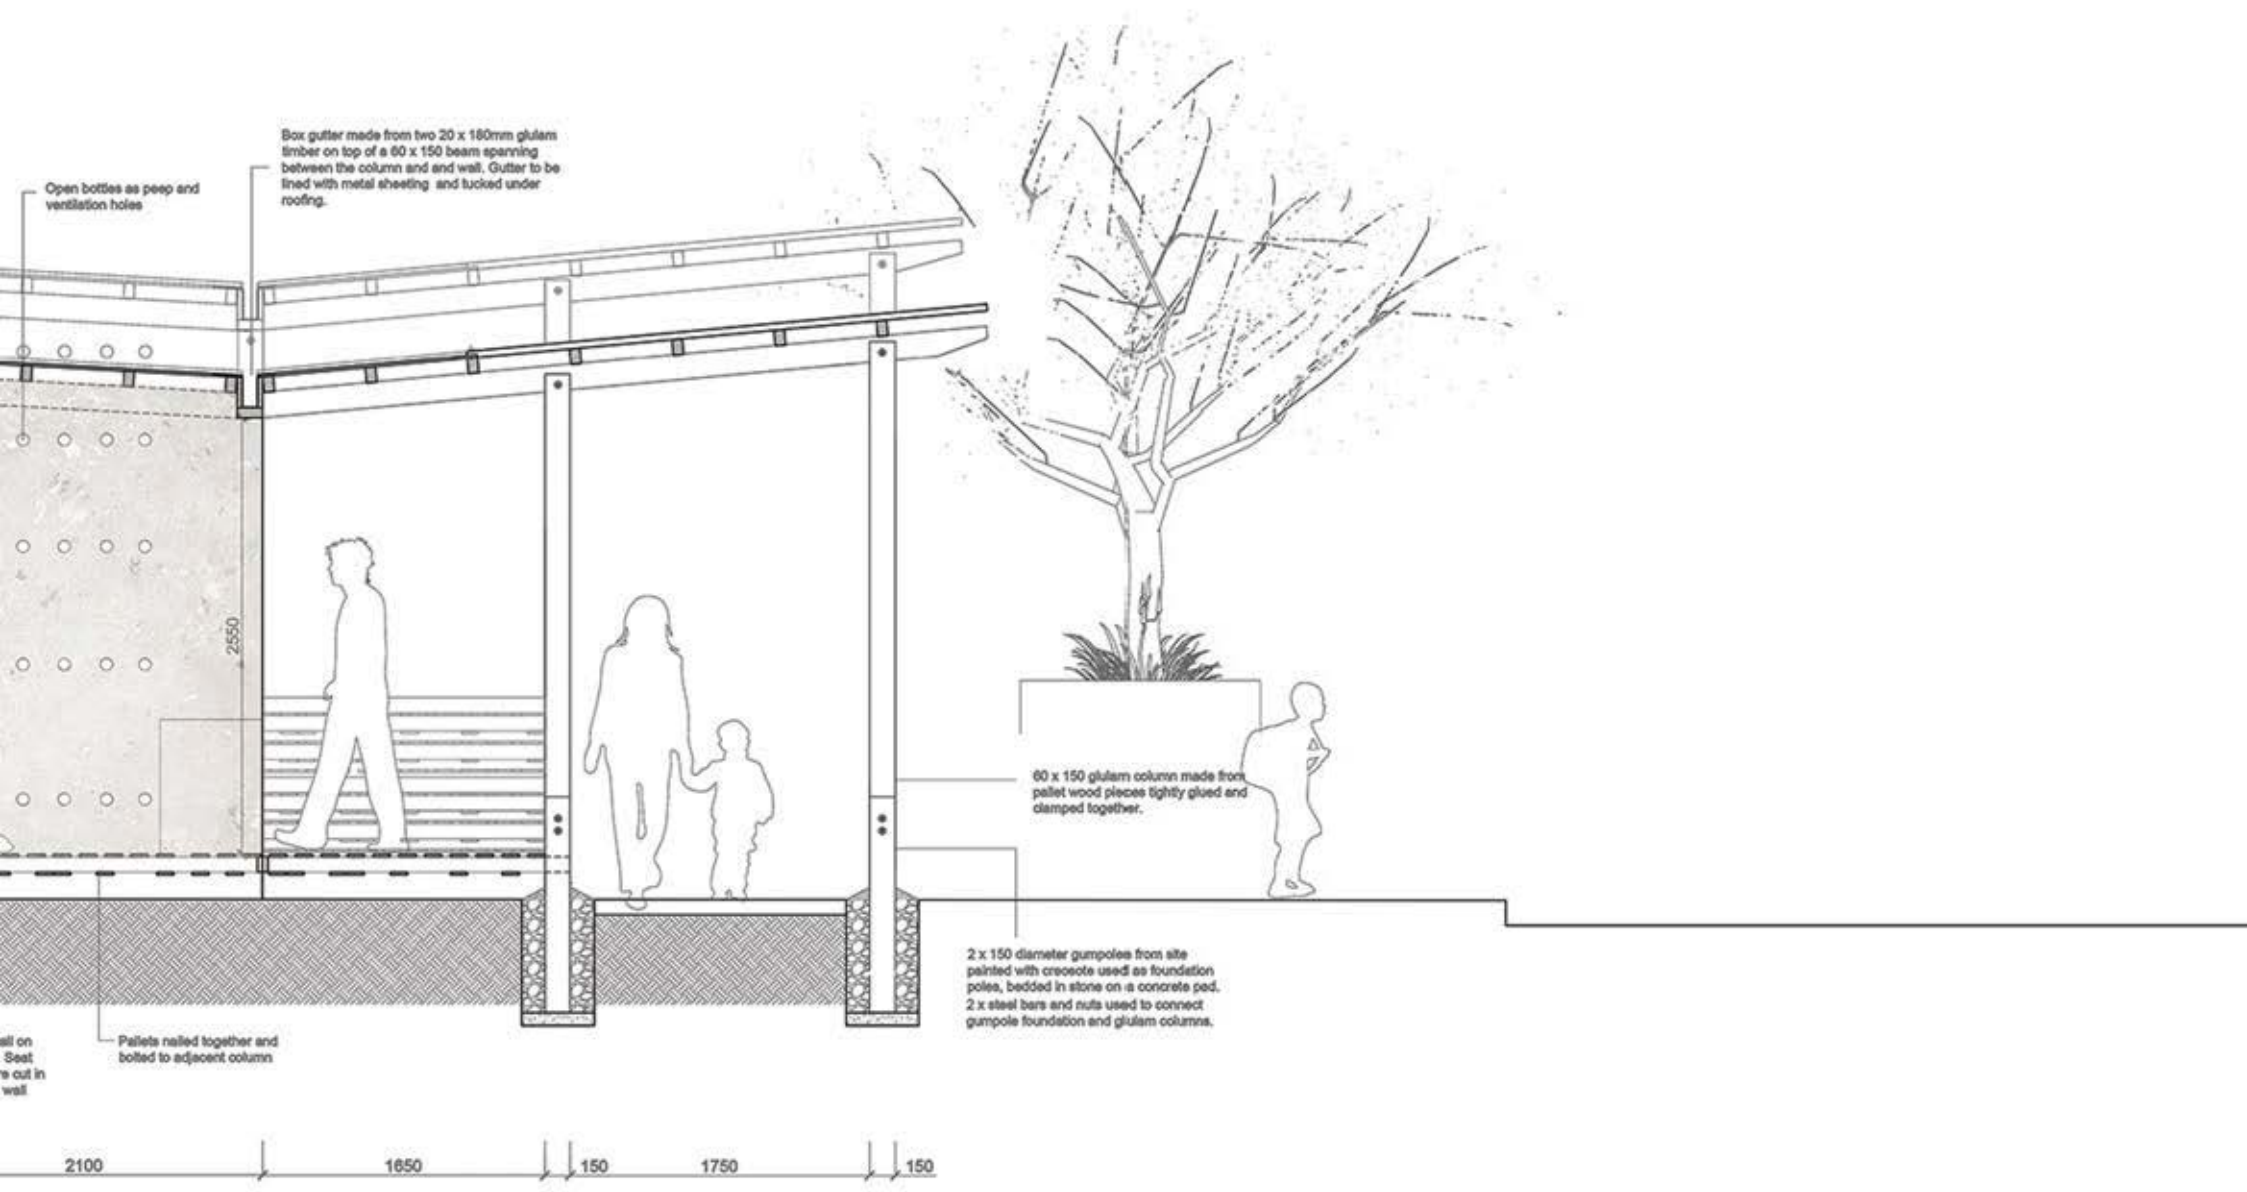 Box gutter made from two 20 x 180mm glulam
timber on top of a 60 x 150 beam spanning
between the column and and wall. Gutter to be
lined with metal sheeting and tucked under
roofing.
Open bottles as peep and
ventilation holes
2550
60 x 150 glulam column made from
pallet wood pieces tightly glued and
clamped together.
2 x 150 diameter gumpoles from site
painted with creosote used as foundation
poles, bedded in stone on a concrete pad.
2 x steel bars and nuts used to connect
gumpole foundation and glulam columns.
all on
Seat
re cut in
wall
Pallets nailed together and
bolted to adjacent column
2100
1650
150
1750
150